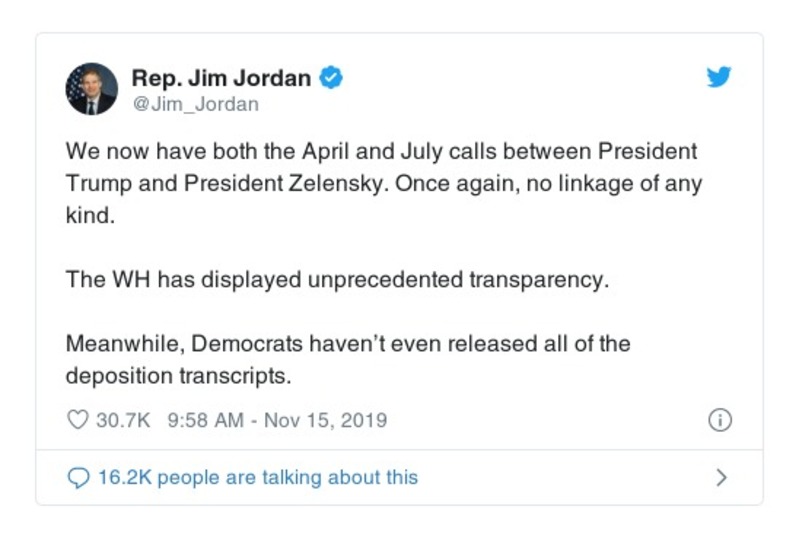 Rep. Jim Jordan
@Jim_Jordan
We now have both the April and July calls between President
Trump and President Zelensky. Once again, no linkage of any
kind.
The WH has displayed unprecedented transparency.
Meanwhile, Democrats haven’t even released all of the
deposition transcripts.
30.7K 9:58 AM - Nov 15, 2019
16.2K people are talking about this